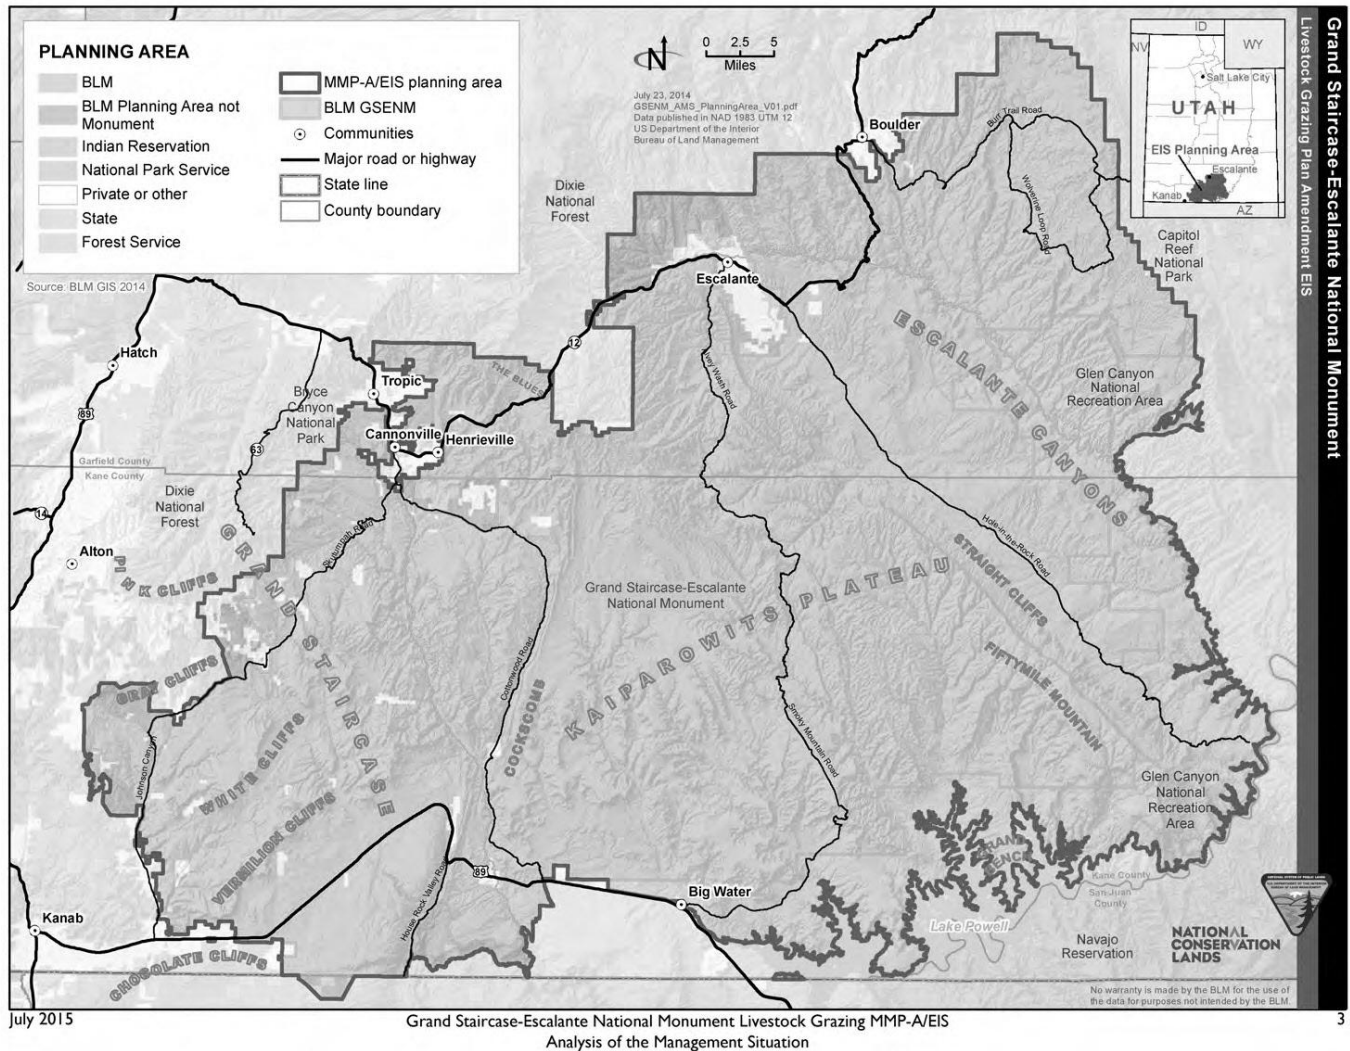 PLANNING AREA
BLM
BLM Planning Area not
Monument
Indian Reservation
National Park Service
Private or other
State
Forest Service
MMP-A/EIS planning area
BLM GSENM
Communities
Major road or highway
State line
County boundary
Source: BLM GIS 2014
N
0 2.5 5
Miles
July 23, 2014
GSENM_AMS_PlanningArea_V01.pdf
Data published in NAD 1983 UTM 12
US Department of the Interior
Bureau of Land Management
ID
NV
WY
Salt Lake City
UTAH
EIS Planning Area
Escalante
Kanab
AZ
Grand Staircase-Escalante National Monument
Livestock Grazing Plan Amendment EIS
Boulder
Burr Trail Road
Wolverine Loop Road
Dixie
National
Forest
Capitol
Reef
National
Park
Escalante
12
Hatch
89
Tropic
THE BLUES
Bryce
Canyon
National
Park
Cannonville
Henrieville
63
Alvey Wash Road
ESCALANTE CANYONS
Glen Canyon
National
Recreation Area
Garfield County
Kane County
Dixie
National
Forest
14
Alton
PINK CLIFFS
GRAND STAIRCASE
Skutumpah Road
Grand Staircase-Escalante
National Monument
KAIPAROWITS PLATEAU
Hole-in-the-Rock Road
STRAIGHT CLIFFS
FIFTYMILE MOUNTAIN
GRAY CLIFFS
Cottonwood Road
COCKSCOMB
Smoky Mountain Road
Johnson Canyon
WHITE CLIFFS
VERMILION CLIFFS
Glen Canyon
National
Recreation
Area
House Rock Valley Road
89
Big Water
Kanab
CHOCOLATE CLIFFS
Kane County
San Juan
County
Lake Powell
Navajo
Reservation
NATIONAL
CONSERVATION
LANDS
No warranty is made by the BLM for the use of
the data for purposes not intended by the BLM.
July 2015
Grand Staircase-Escalante National Monument Livestock Grazing MMP-A/EIS
3
Analysis of the Management Situation